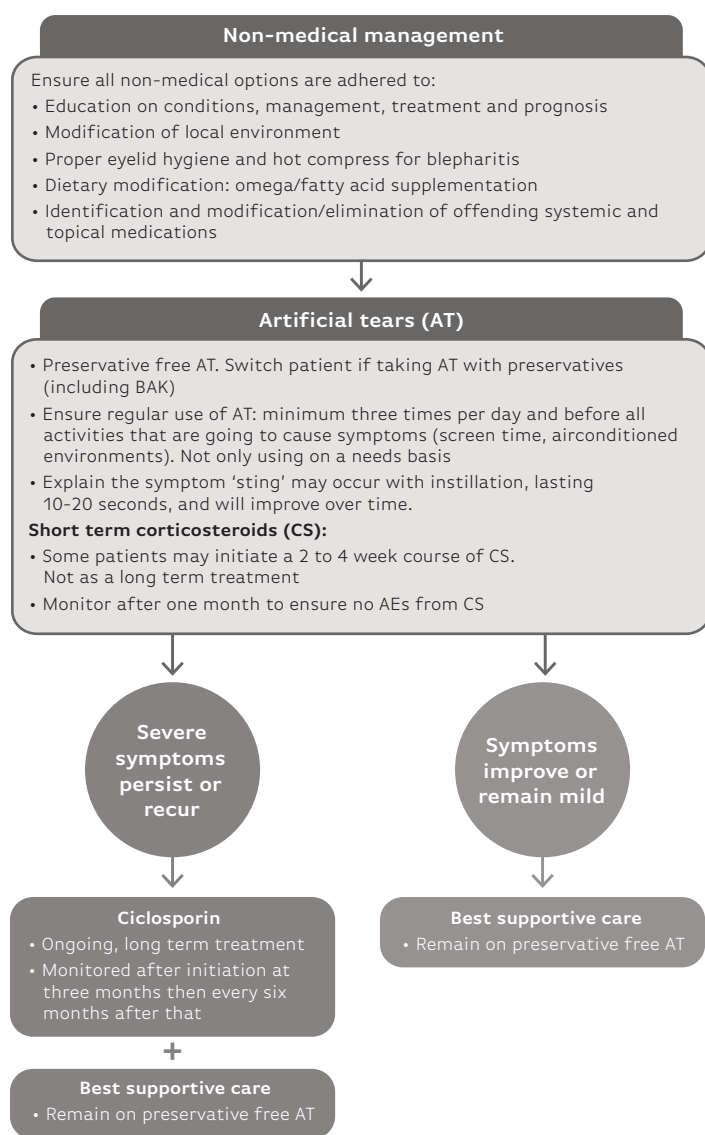 Non-medical management
Ensure all non-medical options are adhered to:
• Education on conditions, management, treatment and prognosis
• Modification of local environment
• Proper eyelid hygiene and hot compress for blepharitis
• Dietary modification: omega/fatty acid supplementation
• Identification and modification/elimination of offending systemic and
topical medications
Artificial tears (AT)
• Preservative free AT. Switch patient if taking AT with preservatives
(including BAK)
• Ensure regular use of AT: minimum three times per day and before all
activities that are going to cause symptoms (screen time, airconditioned
environments). Not only using on a needs basis
• Explain the symptom ‘sting’ may occur with instillation, lasting
10-20 seconds, and will improve over time.
Short term corticosteroids (CS):
• Some patients may initiate a 2 to 4 week course of CS.
Not as a long term treatment
• Monitor after one month to ensure no AEs from CS
Severe
symptoms
persist or
recur
Ciclosporin
• Ongoing, long term treatment
• Monitored after initiation at
three months then every six
months after that
+
Best supportive care
• Remain on preservative free AT
Symptoms
improve or
remain mild
Best supportive care
• Remain on preservative free AT